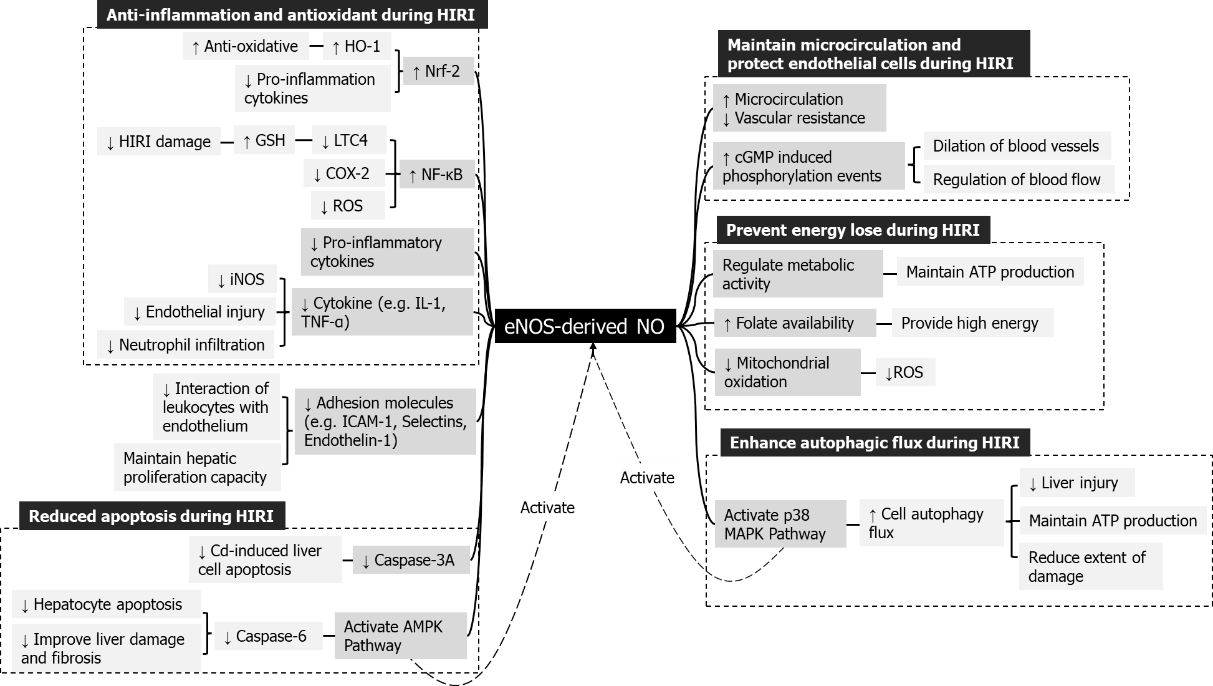 Anti-inflammation and antioxidant during HIRI
↑ Anti-oxidative
↑ HO-1
↓ Pro-inflammation
cytokines
↑ Nrf-2
↓ HIRI damage
↑ GSH
↓ LTC4
↓ COX-2
↓ ROS
↑ NF-κB
↓ Pro-inflammatory
cytokines
↓ iNOS
↓ Endothelial injury
↓ Neutrophil infiltration
↓ Cytokine (e.g. IL-1,
TNF-α)
↓ Interaction of
leukocytes with
endothelium
Maintain hepatic
proliferation capacity
↓ Adhesion molecules
(e.g. ICAM-1, Selectins,
Endothelin-1)
Reduced apoptosis during HIRI
↓ Cd-induced liver
cell apoptosis
↓ Caspase-3A
↓ Hepatocyte apoptosis
↓ Improve liver damage
and fibrosis
↓ Caspase-6
Activate AMPK
Pathway
eNOS-derived NO
Activate
Activate
Maintain microcirculation and
protect endothelial cells during HIRI
↑ Microcirculation
↓ Vascular resistance
↑ cGMP induced
phosphorylation events
Dilation of blood vessels
Regulation of blood flow
Prevent energy lose during HIRI
Regulate metabolic
activity
Maintain ATP production
↑ Folate availability
Provide high energy
↓ Mitochondrial
oxidation
↓ROS
Enhance autophagic flux during HIRI
Activate p38
MAPK Pathway
↑ Cell autophagy
flux
↓ Liver injury
Maintain ATP production
Reduce extent of
damage